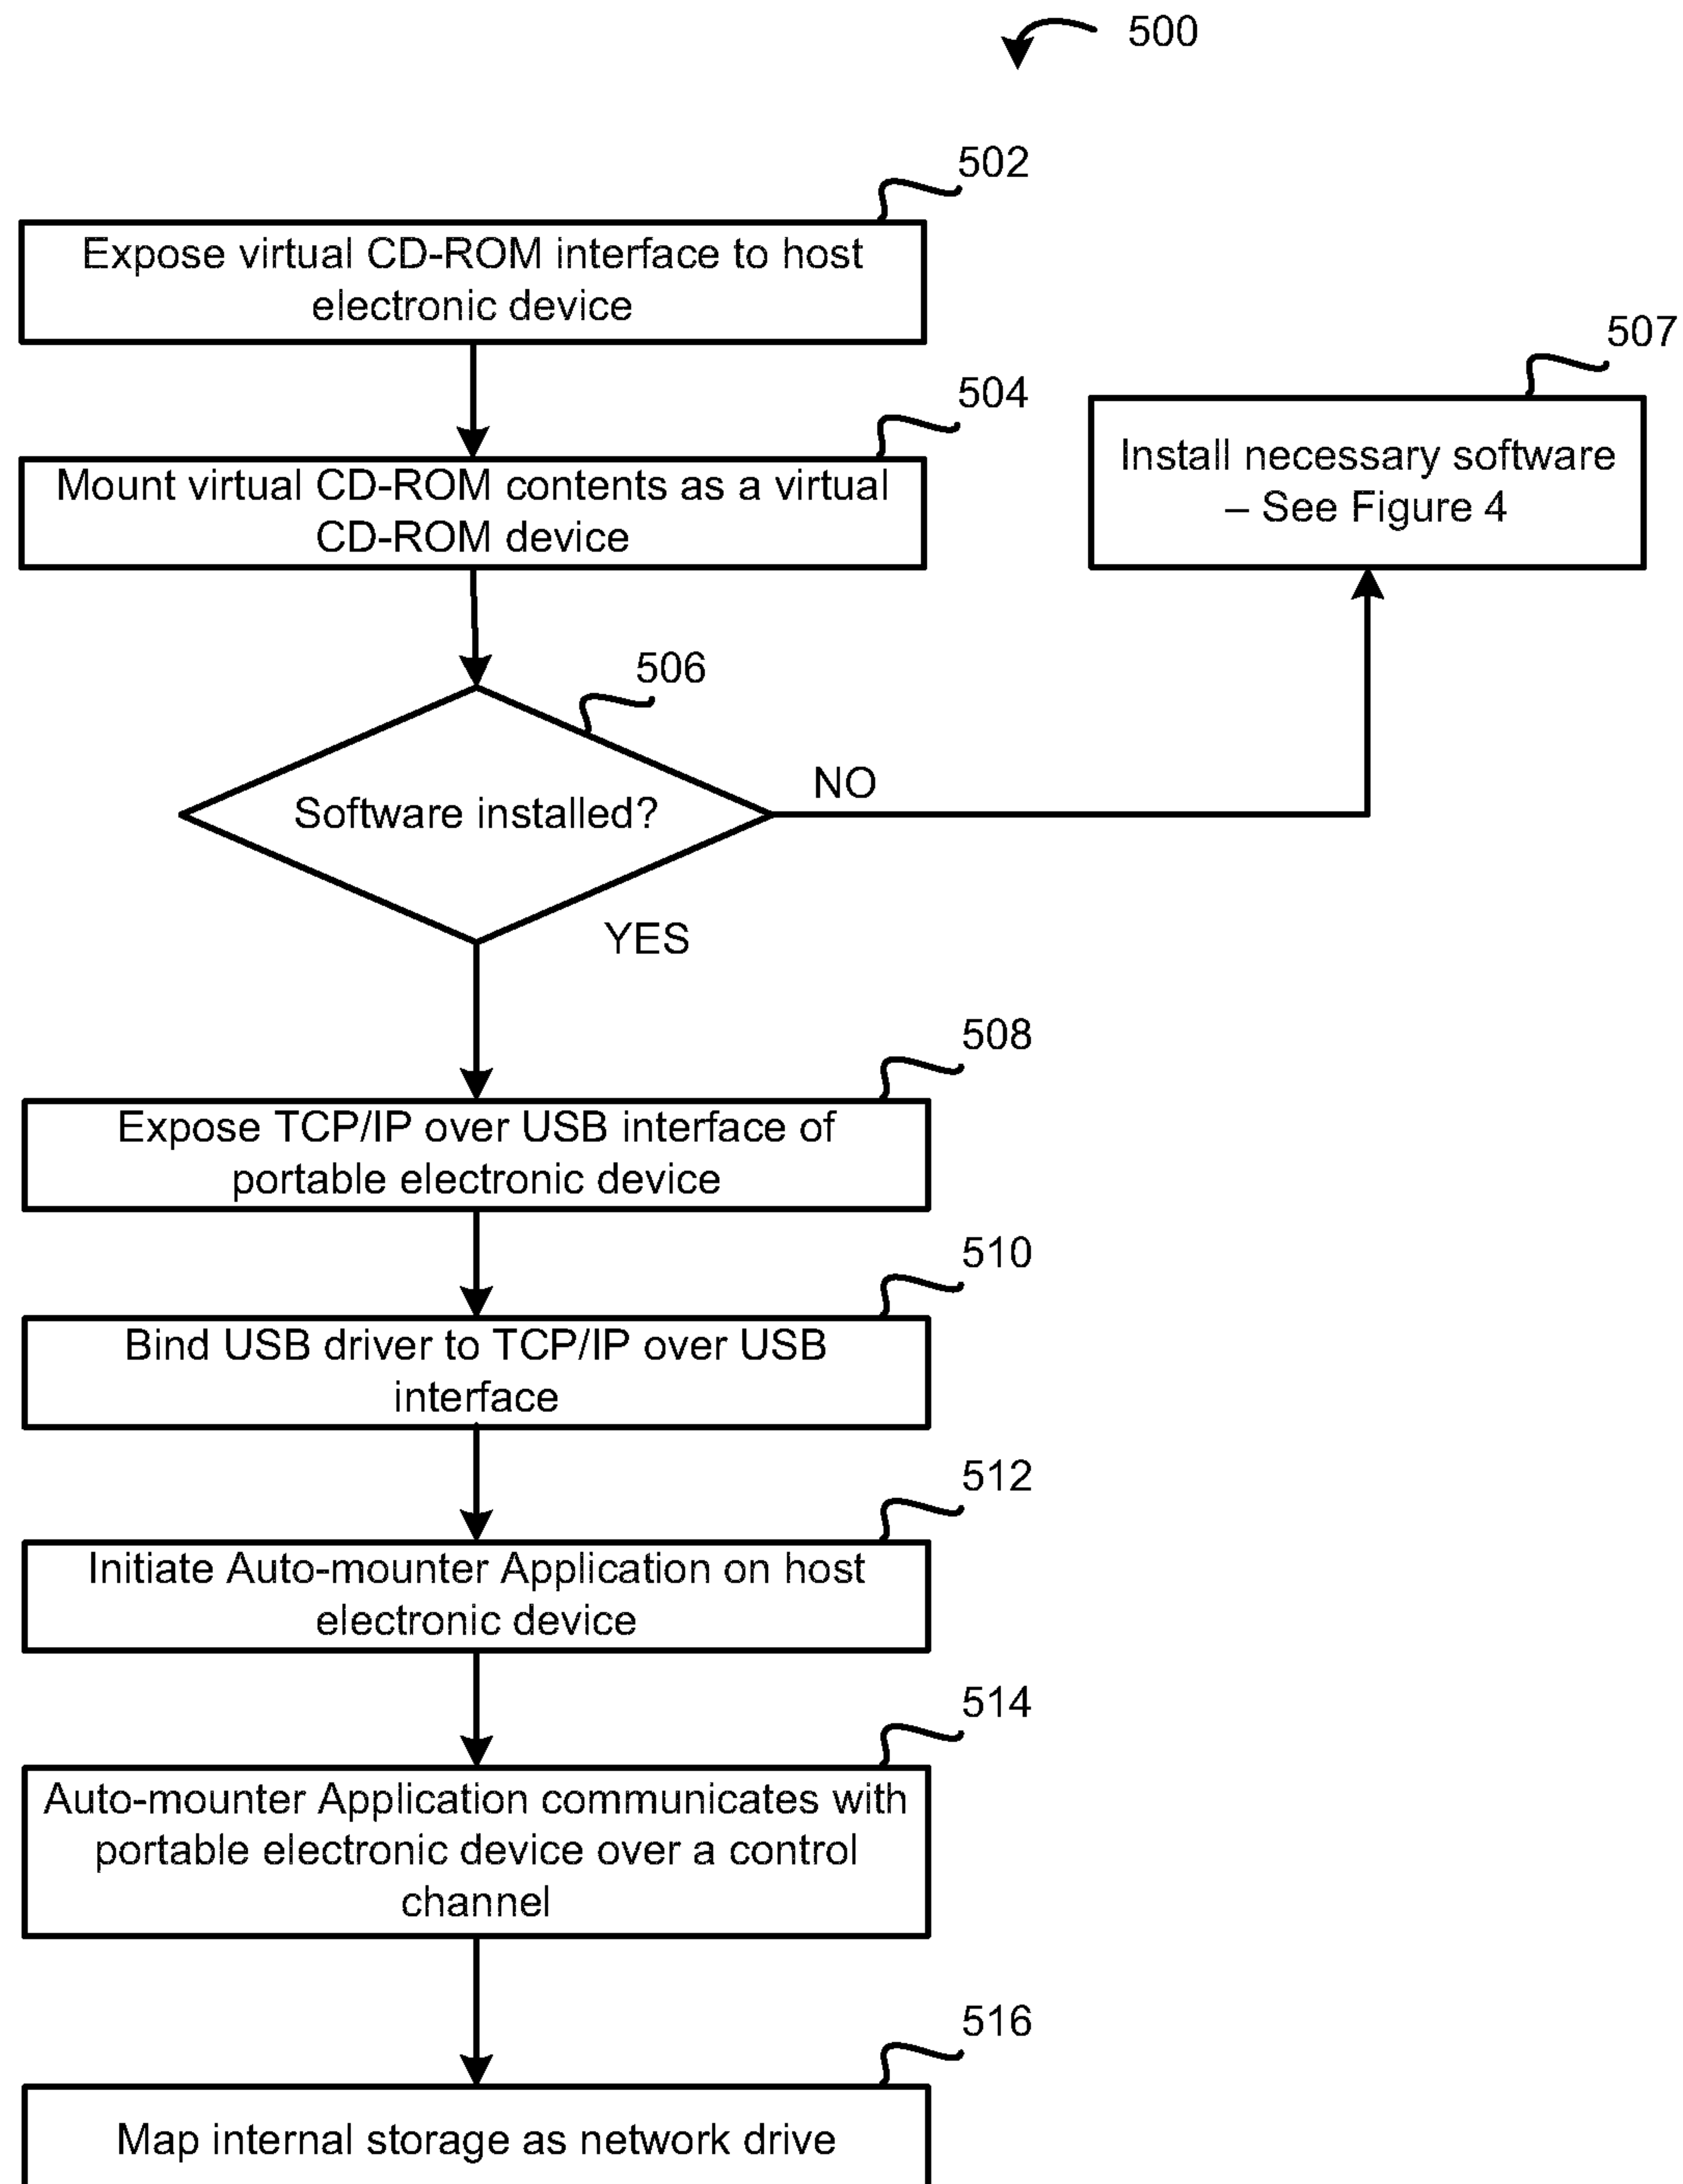 500
502
Expose virtual CD-ROM interface to host
electronic device
504
Mount virtual CD-ROM contents as a virtual
CD-ROM device
507
Install necessary software
– See Figure 4
506
Software installed?
NO
YES
508
Expose TCP/IP over USB interface of
portable electronic device
510
Bind USB driver to TCP/IP over USB
interface
512
Initiate Auto-mounter Application on host
electronic device
514
Auto-mounter Application communicates with
portable electronic device over a control
channel
516
Map internal storage as network drive